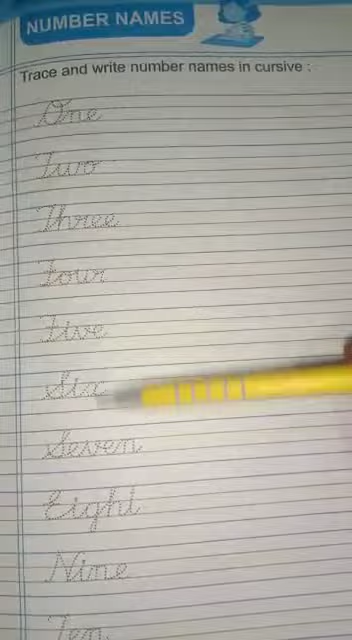 NUMBER NAMES
Trace and write number names in cursive :
One
Two
Three
Four
Five
Six
Seven
Eight
Nine
Ten